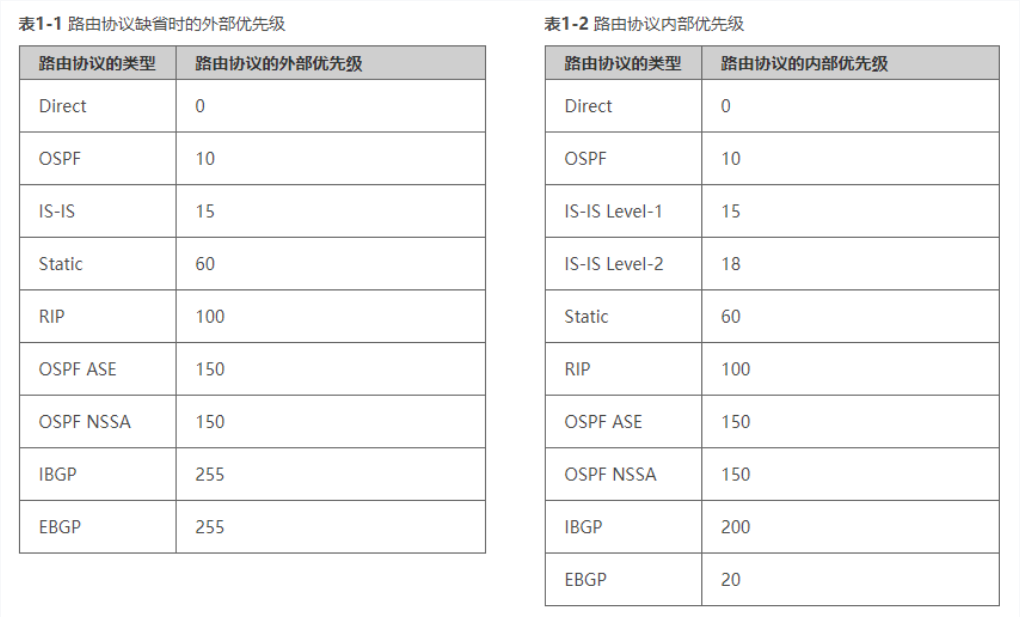 表1-1 路由协议缺省时的外部优先级
路由协议的类型 路由协议的外部优先级
Direct 0
OSPF 10
IS-IS 15
Static 60
RIP 100
OSPF ASE 150
OSPF NSSA 150
IBGP 255
EBGP 255
表1-2 路由协议内部优先级
路由协议的类型 路由协议的内部优先级
Direct 0
OSPF 10
IS-IS Level-1 15
IS-IS Level-2 18
Static 60
RIP 100
OSPF ASE 150
OSPF NSSA 150
IBGP 200
EBGP 20